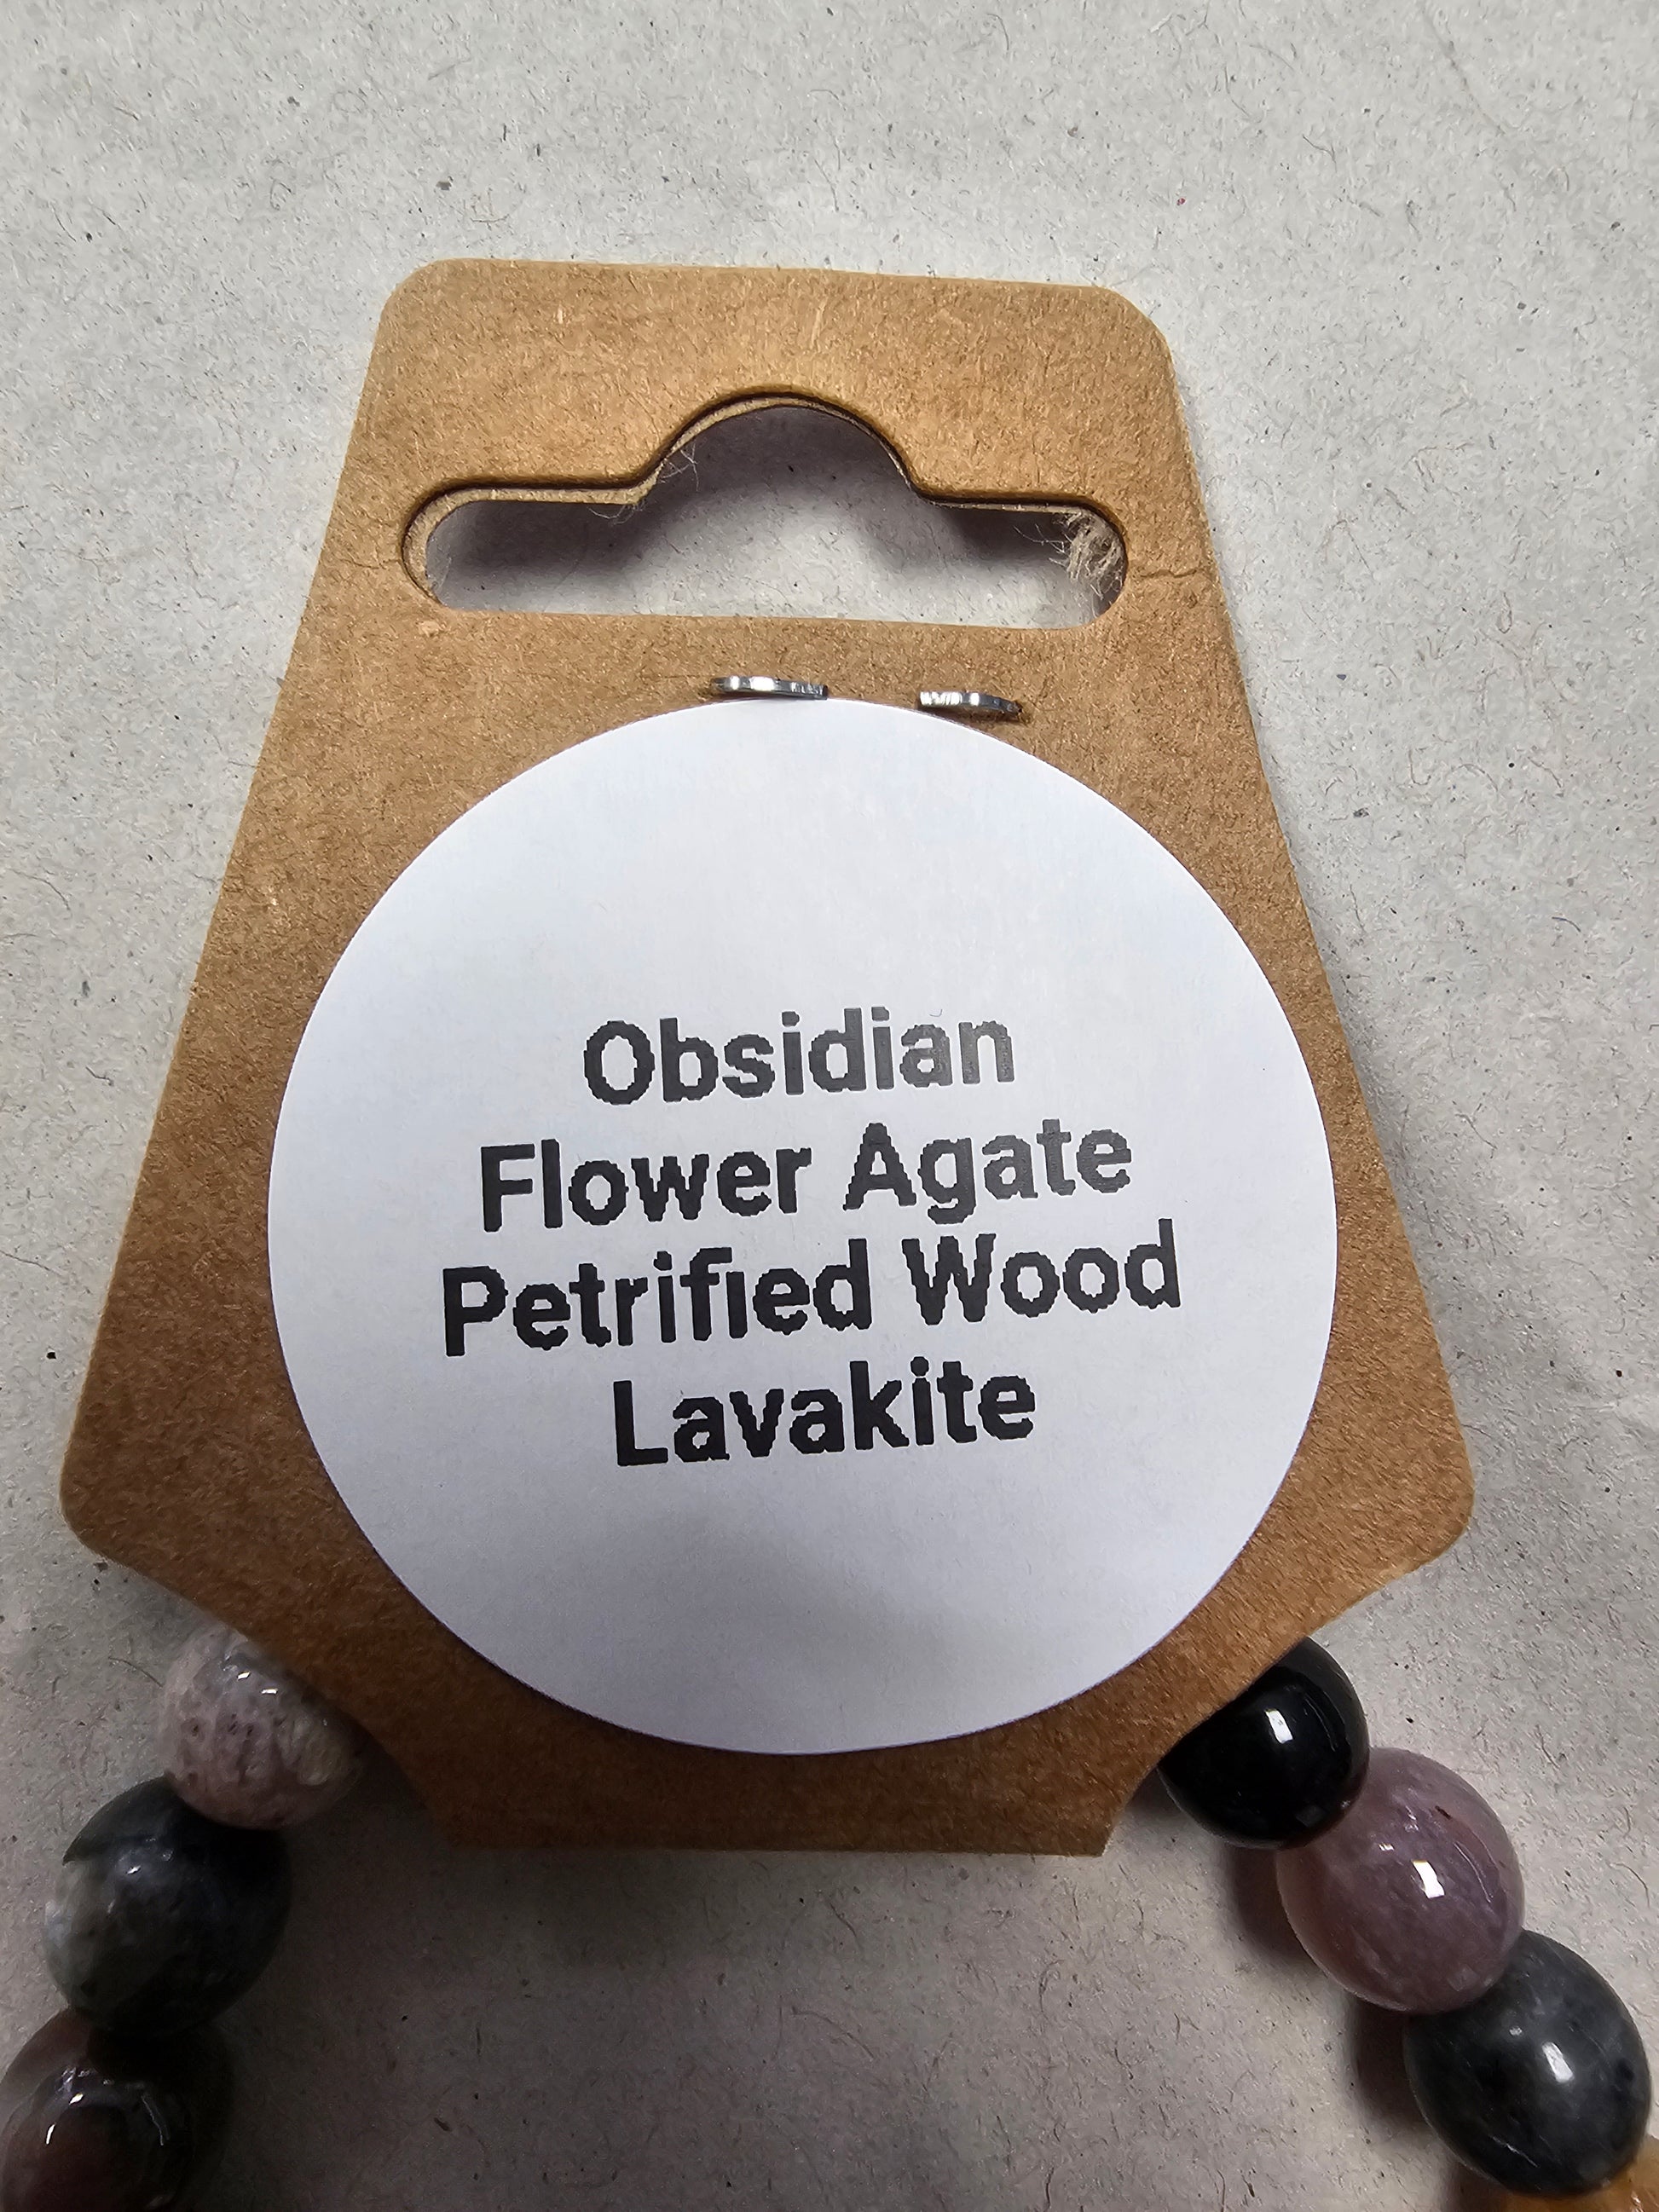 Obsidian
Flower Agate
Petrified Wood
Lavakite